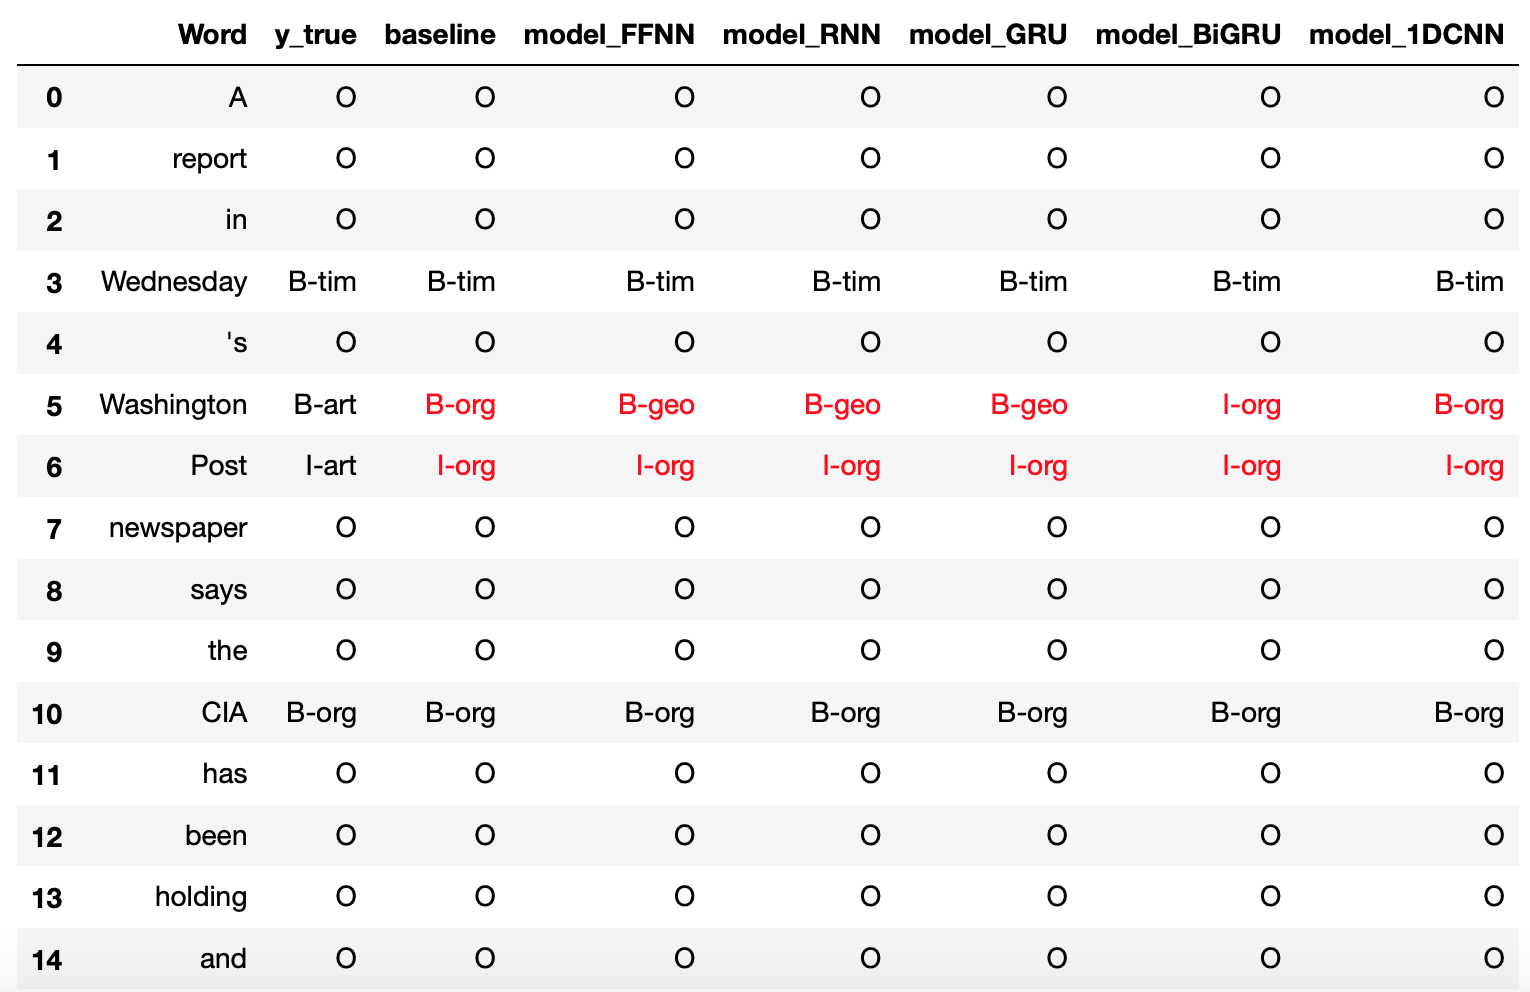 Word y_true baseline model_FFNN model_RNN model_GRU model_BiGRU model_1DCNN
0 A O O O O O O O
1 report O O O O O O O
2 in O O O O O O O
3 Wednesday B-tim B-tim B-tim B-tim B-tim B-tim B-tim
4 's O O O O O O O
5 Washington B-art B-org B-geo B-geo B-geo I-org B-org
6 Post I-art I-org I-org I-org I-org I-org I-org
7 newspaper O O O O O O O
8 says O O O O O O O
9 the O O O O O O O
10 CIA B-org B-org B-org B-org B-org B-org B-org
11 has O O O O O O O
12 been O O O O O O O
13 holding O O O O O O O
14 and O O O O O O O